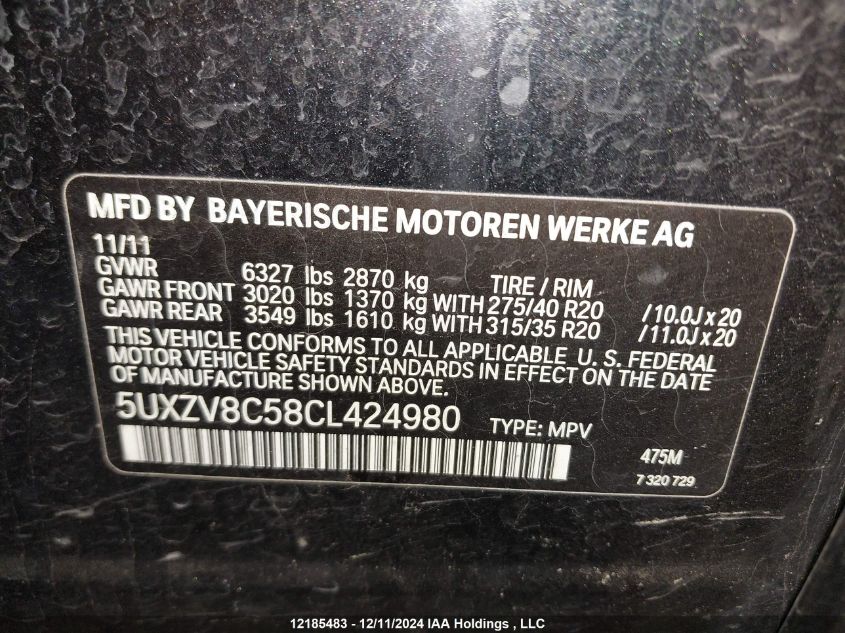 MFD BY BAYERISCHE MOTOREN WERKE AG
11/11
GVWR 6327 lbs 2870 kg TIRE / RIM
GAWR FRONT 3020 lbs 1370 kg WITH 275/40 R20 /10.0J x 20
GAWR REAR 3549 lbs 1610 kg WITH 315/35 R20 /11.0J x 20
THIS VEHICLE CONFORMS TO ALL APPLICABLE U. S. FEDERAL
MOTOR VEHICLE SAFETY STANDARDS IN EFFECT ON THE DATE
OF MANUFACTURE SHOWN ABOVE.
5UXZV8C58CL424980 TYPE: MPV
475M
7 320 729
12185483 - 12/11/2024 IAA Holdings , LLC